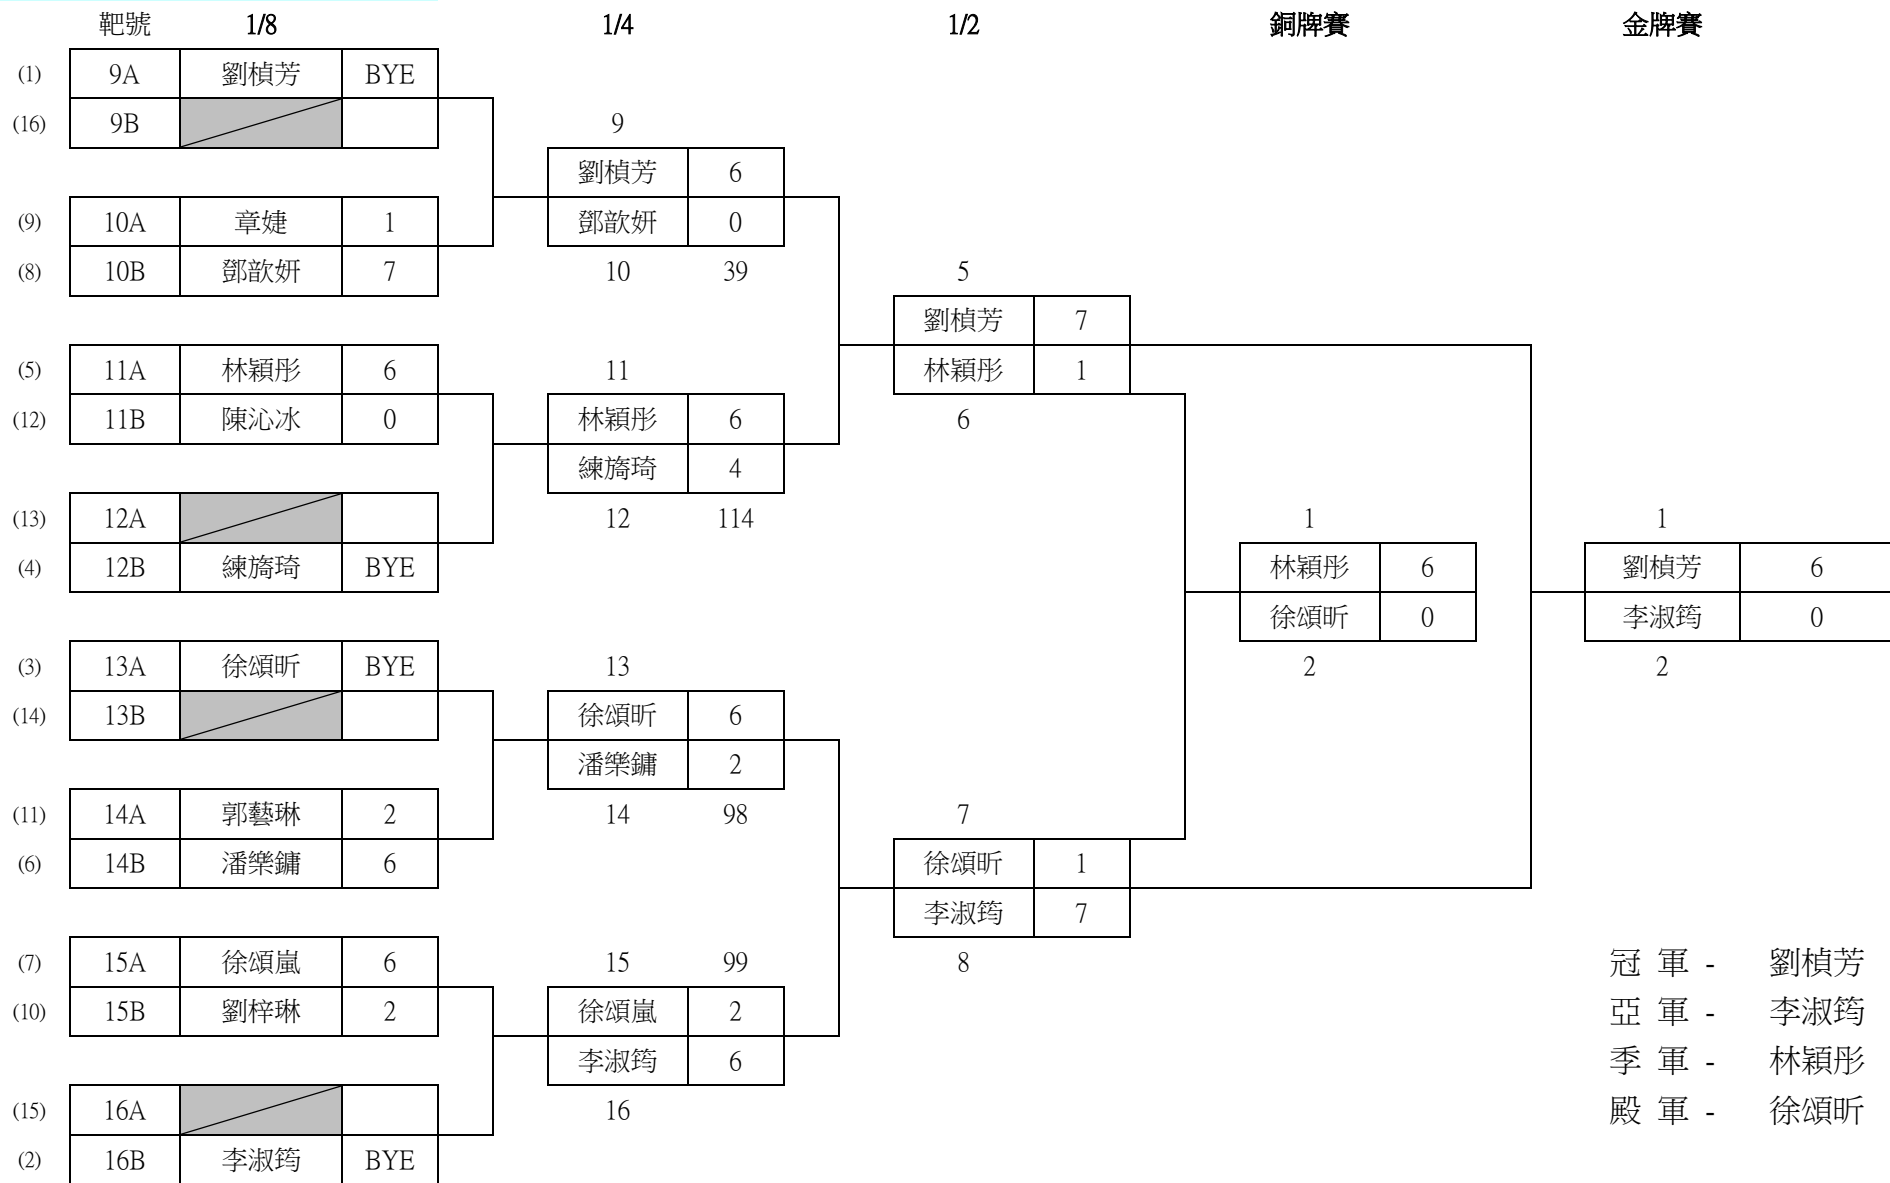 靶號 1/8 1/4 1/2 銅牌賽 金牌賽
(1) 9A 劉楨芳 BYE
(16) 9B 9
劉楨芳 6
(9) 10A 章婕 1 鄧歆妍 0
(8) 10B 鄧歆妍 7 10 39 5
劉楨芳 7
(5) 11A 林穎彤 6 11 林穎彤 1
(12) 11B 陳沁冰 0 林穎彤 6 6
練旖琦 4
(13) 12A 12 114 1 1
(4) 12B 練旖琦 BYE 林穎彤 6 劉楨芳 6
徐頌昕 0 李淑筠 0
(3) 13A 徐頌昕 BYE 13 2 2
(14) 13B 徐頌昕 6
潘樂鏞 2
(11) 14A 郭藝琳 2 14 98 7
(6) 14B 潘樂鏞 6 徐頌昕 1
李淑筠 7
(7) 15A 徐頌嵐 6 15 99 8 冠 軍 - 劉楨芳
(10) 15B 劉梓琳 2 徐頌嵐 2 亞 軍 - 李淑筠
李淑筠 6 季 軍 - 林穎彤
(15) 16A 16 殿 軍 - 徐頌昕
(2) 16B 李淑筠 BYE